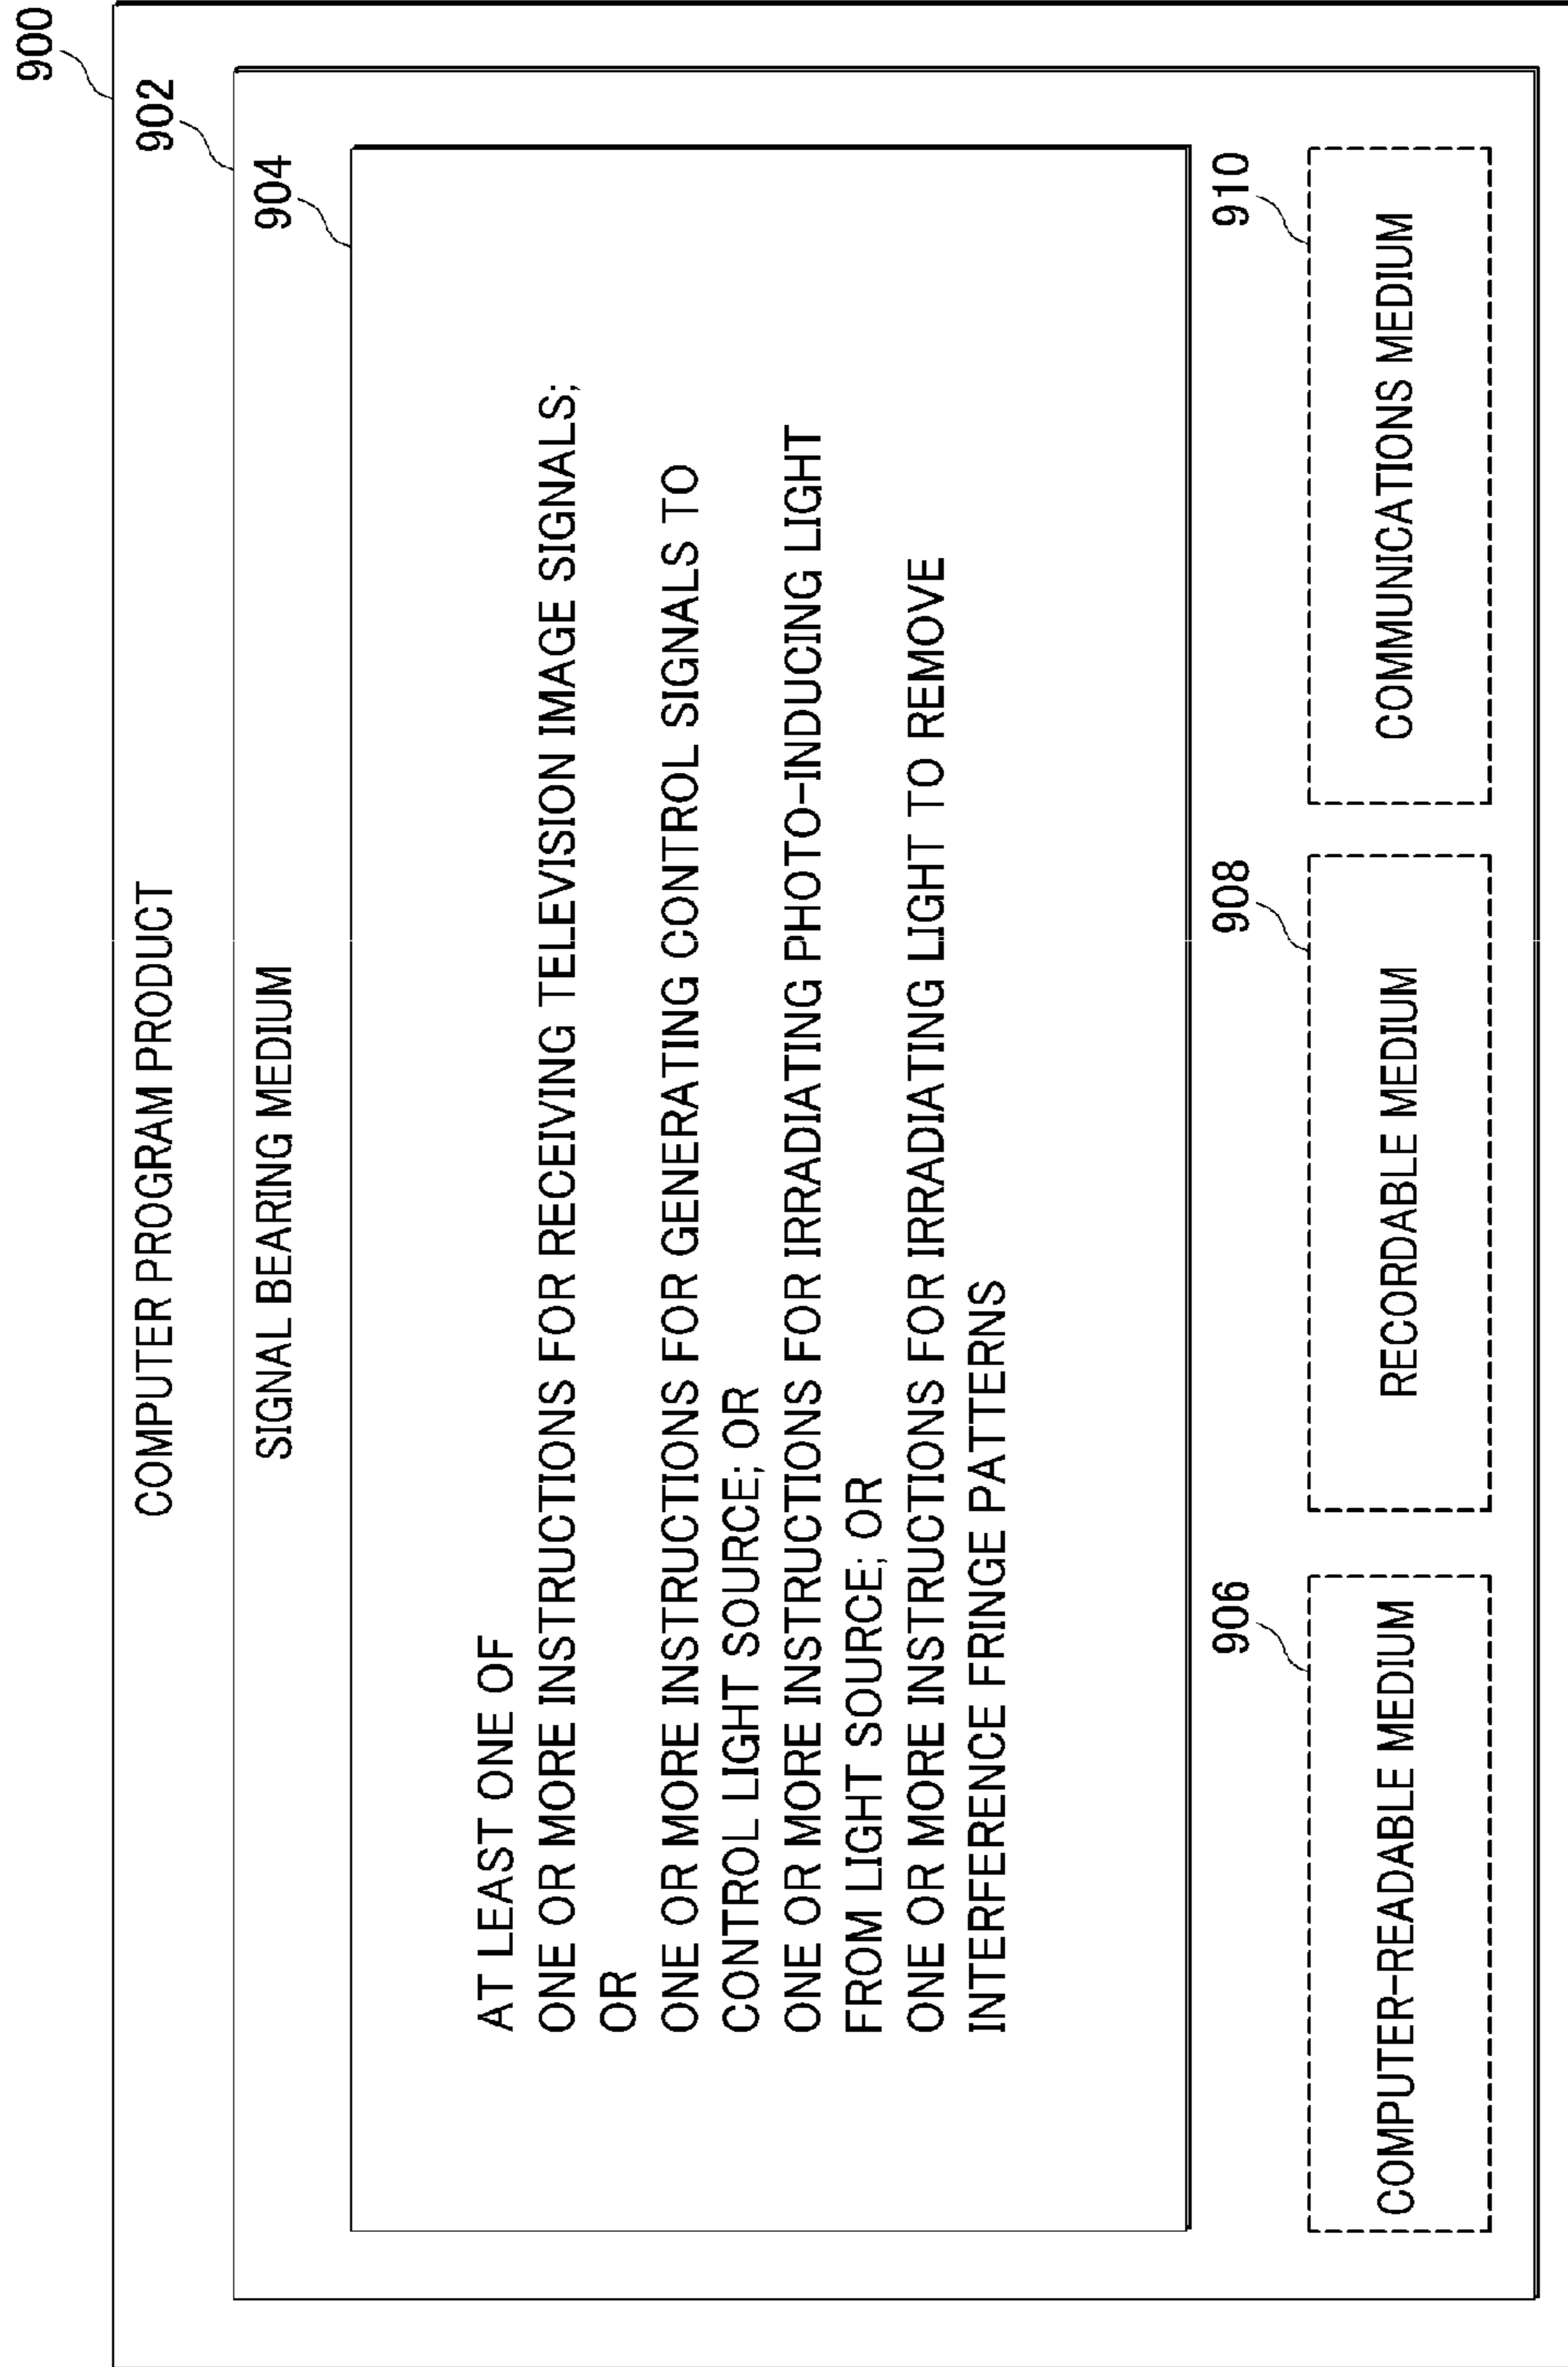 900
COMPUTER PROGRAM PRODUCT
902
SIGNAL BEARING MEDIUM
904
AT LEAST ONE OF
ONE OR MORE INSTRUCTIONS FOR RECEIVING TELEVISION IMAGE SIGNALS;
OR
ONE OR MORE INSTRUCTIONS FOR GENERATING CONTROL SIGNALS TO
CONTROL LIGHT SOURCE; OR
ONE OR MORE INSTRUCTIONS FOR IRRADIATING PHOTO-INDUCING LIGHT
FROM LIGHT SOURCE; OR
ONE OR MORE INSTRUCTIONS FOR IRRADIATING LIGHT TO REMOVE
INTERFERENCE FRINGE PATTERNS
906
COMPUTER-READABLE MEDIUM
908
RECORDABLE MEDIUM
910
COMMUNICATIONS MEDIUM